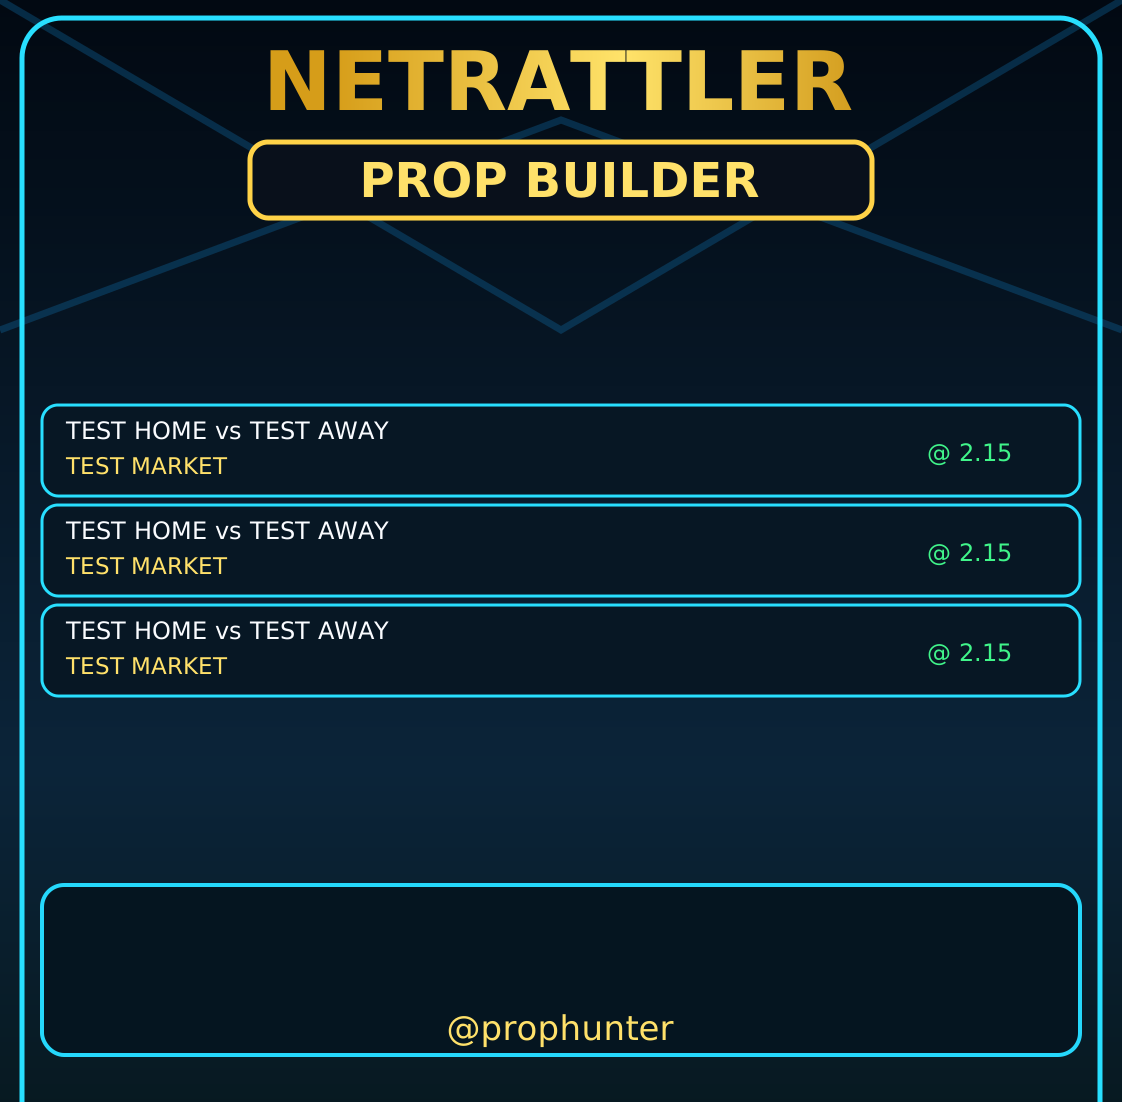 NETRATTLER
PROP BUILDER
TEST HOME vs TEST AWAY
TEST MARKET
@ 2.15
TEST HOME vs TEST AWAY
TEST MARKET
@ 2.15
TEST HOME vs TEST AWAY
TEST MARKET
@ 2.15
@prophunter